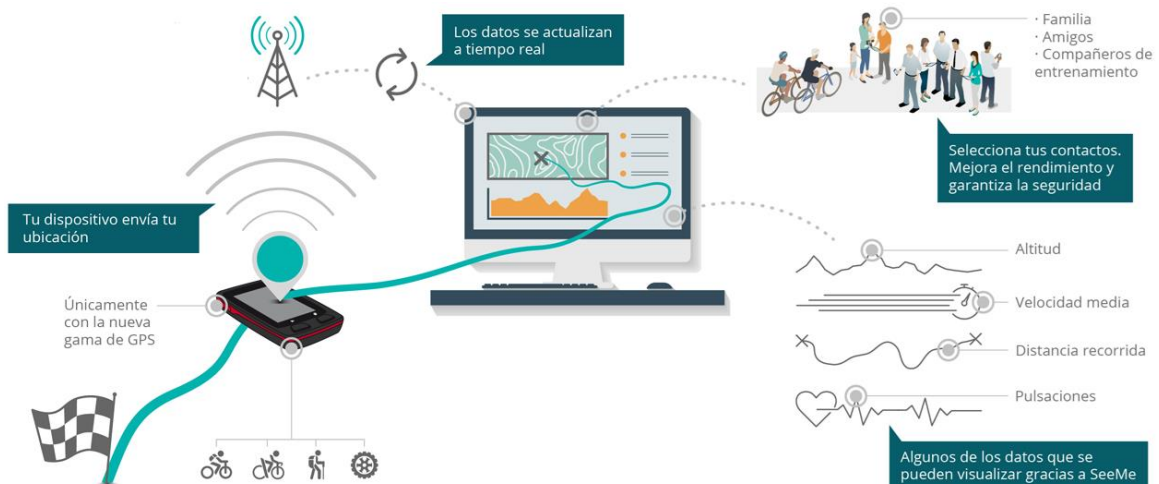 Los datos se actualizan
a tiempo real
· Familia
· Amigos
· Compañeros de
entrenamiento
Selecciona tus contactos.
Mejora el rendimiento y
garantiza la seguridad
Tu dispositivo envía tu
ubicación
Únicamente
con la nueva
gama de GPS
Altitud
Velocidad media
Distancia recorrida
Pulsaciones
Algunos de los datos que se
pueden visualizar gracias a SeeMe